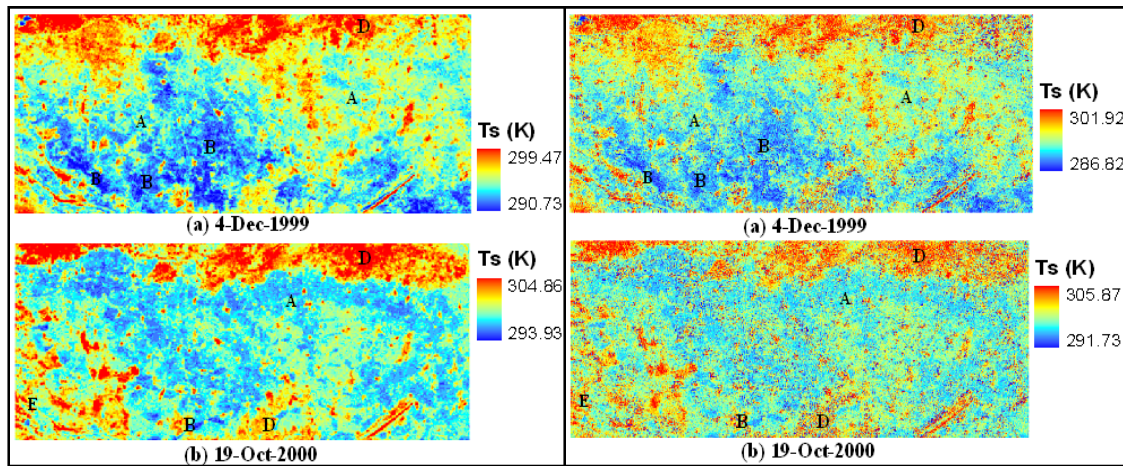 D
A
A
B
B
B
Ts (K)
299.47
290.73
(a) 4-Dec-1999
D
A
A
B
B
B
Ts (K)
301.92
286.82
(a) 4-Dec-1999
D
A
E
B
D
Ts (K)
304.86
293.93
(b) 19-Oct-2000
D
A
E
B
D
Ts (K)
305.87
291.73
(b) 19-Oct-2000